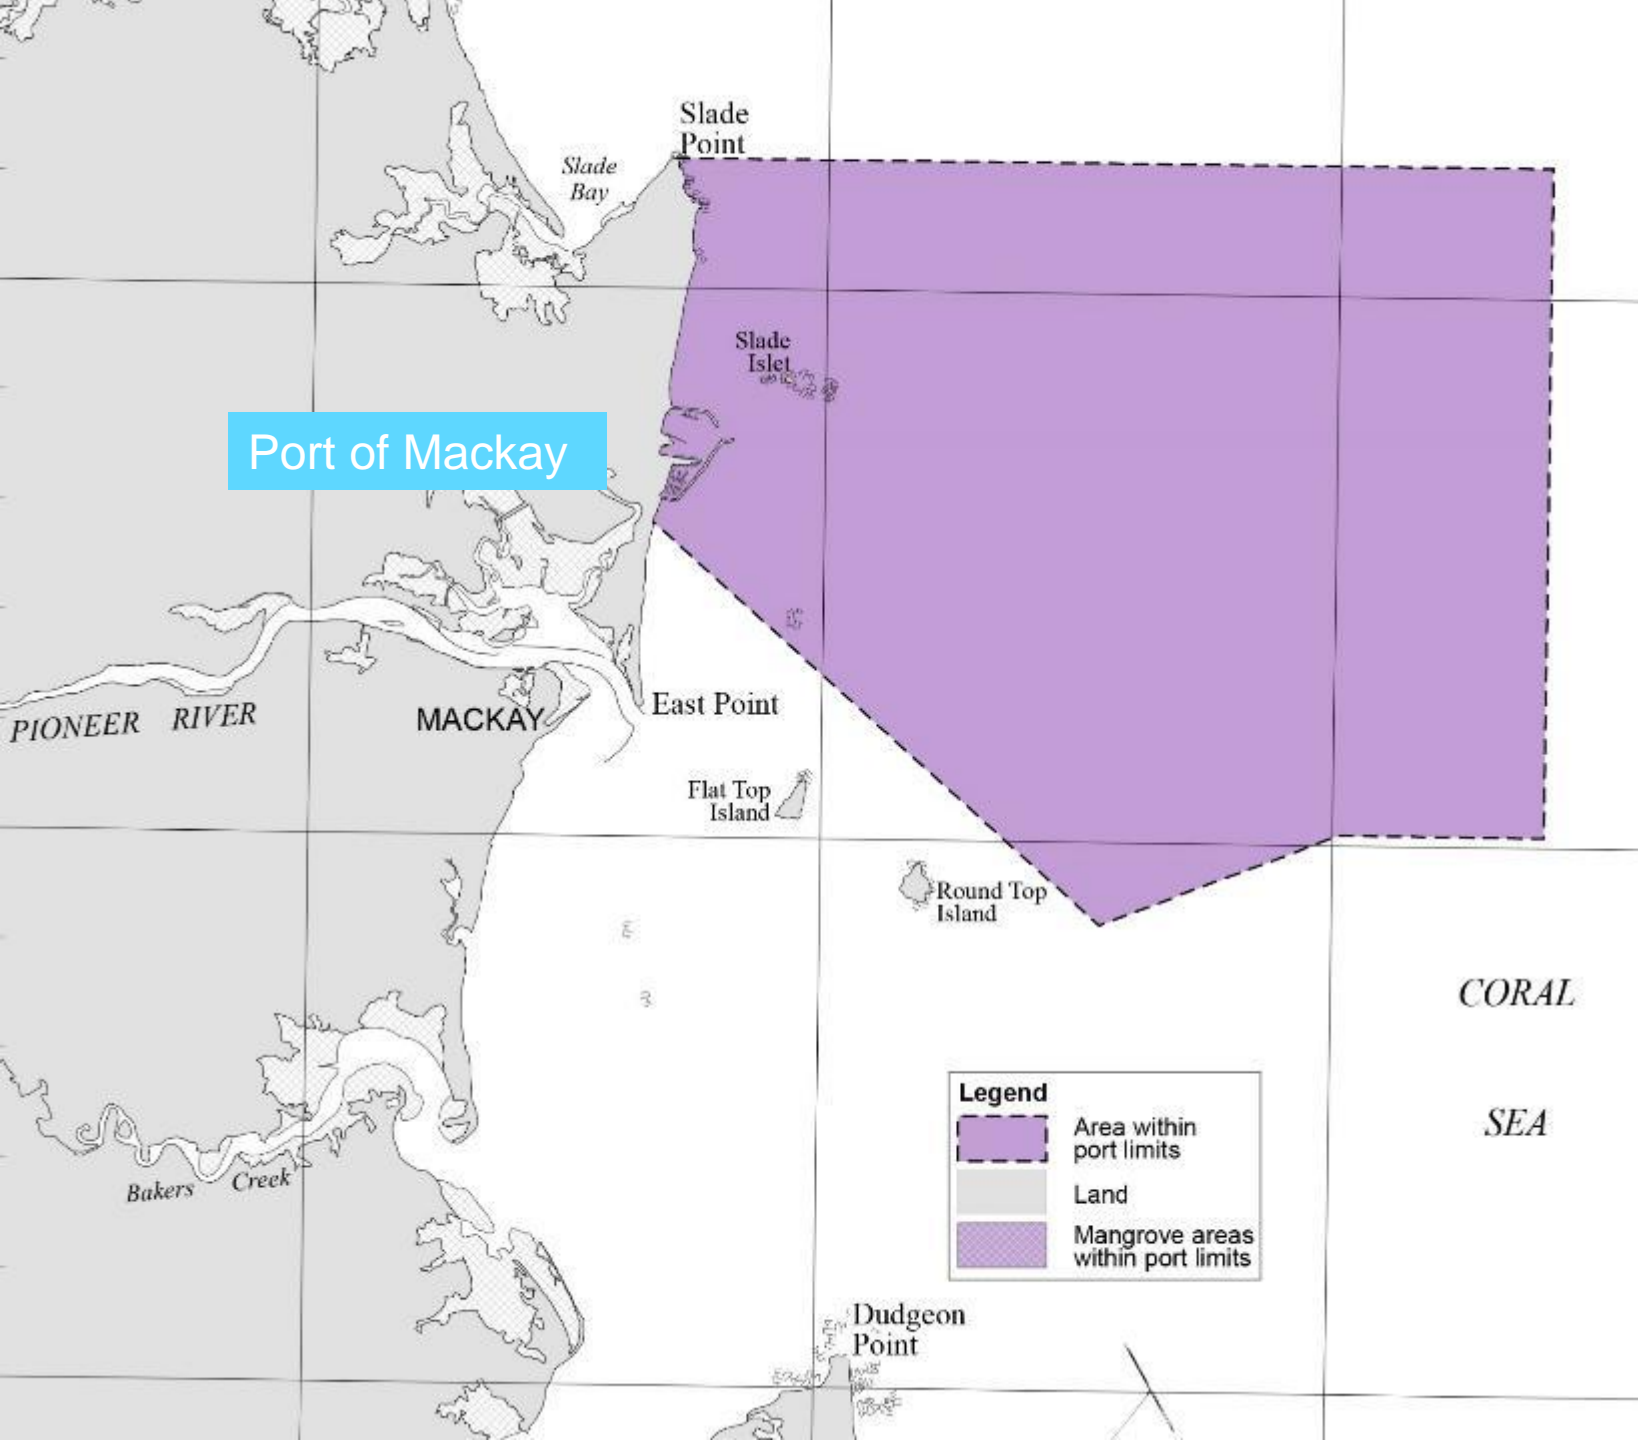 Slade
Point
Slade
Bay
Slade
Islet
Port of Mackay
East Point
MACKAY
PIONEER RIVER
Flat Top
Island
Round Top
Island
CORAL
SEA
Legend
Area within
port limits
Land
Mangrove areas
within port limits
Bakers Creek
Dudgeon
Point